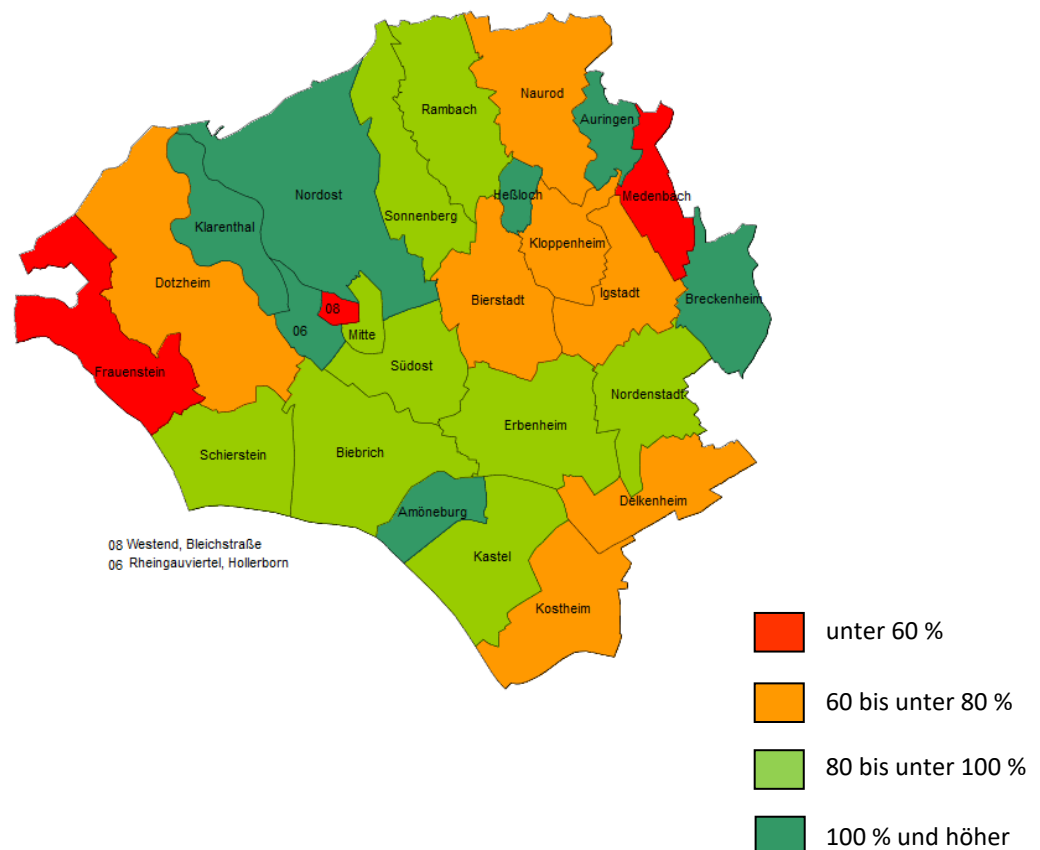 Naurod
Rambach
Auringen
Nordost
Heßloch
Medenbach
Sonnenberg
Klarenthal
Kloppenheim
Dotzheim
Igstadt
Bierstadt
Breckenheim
08
06
Mitte
Südost
Frauenstein
Nordenstadt
Erbenheim
Biebrich
Schierstein
Delkenheim
Amöneburg
Kastel
Kostheim
08 Westend, Bleichstraße
06 Rheingauviertel, Hollerborn
unter 60 %
60 bis unter 80 %
80 bis unter 100 %
100 % und höher